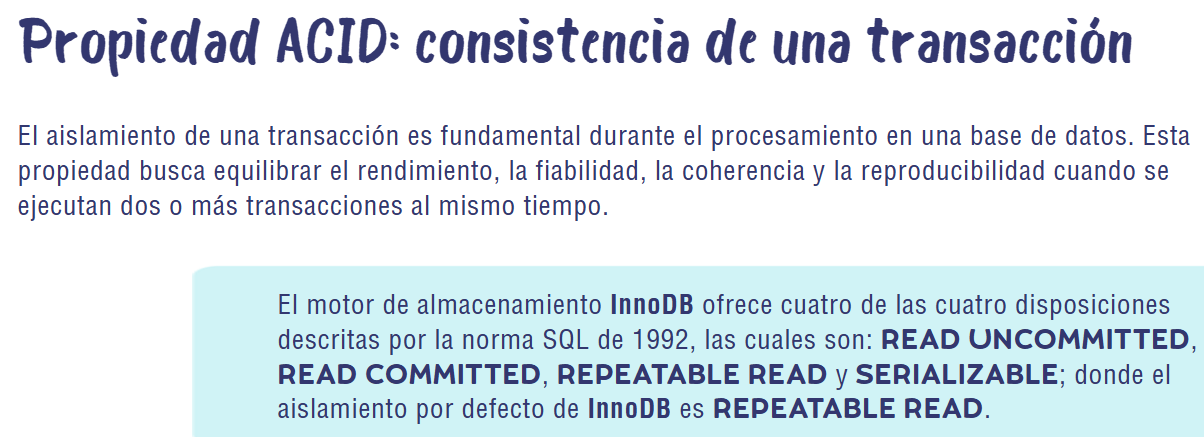 Propiedad ACID: consistencia de una transacción
El aislamiento de una transacción es fundamental durante el procesamiento en una base de datos. Esta
propiedad busca equilibrar el rendimiento, la fiabilidad, la coherencia y la reproducibilidad cuando se
ejecutan dos o más transacciones al mismo tiempo.
El motor de almacenamiento InnoDB ofrece cuatro de las cuatro disposiciones
descritas por la norma SQL de 1992, las cuales son: READ UNCOMMITTED,
READ COMMITTED, REPEATABLE READ y SERIALIZABLE; donde el
aislamiento por defecto de InnoDB es REPEATABLE READ.